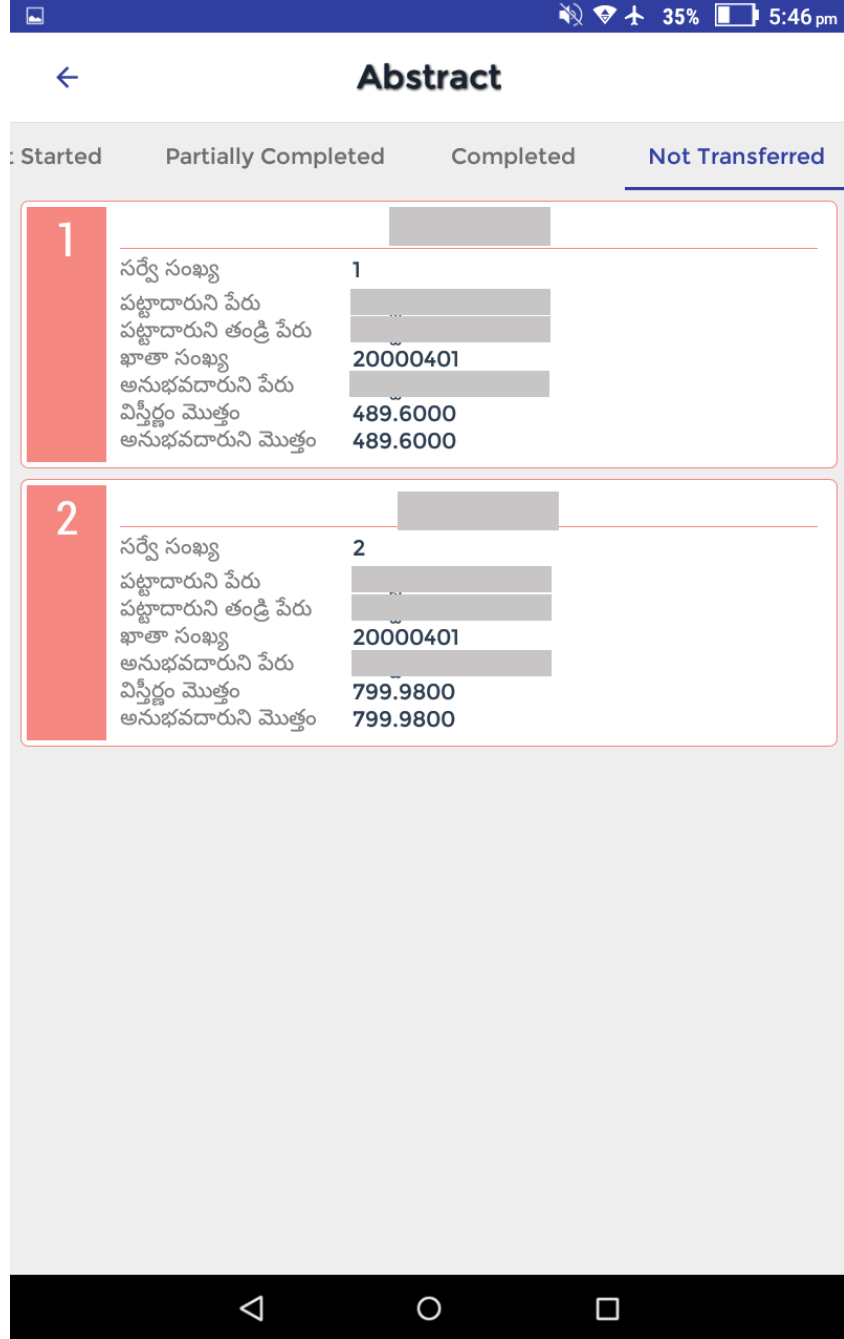 35% 5:46 pm
Abstract
Started Partially Completed Completed Not Transferred
1
సర్వే సంఖ్య 1
పట్టాదారుని పేరు
పట్టాదారుని తండ్రి పేరు
ఖాతా సంఖ్య 20000401
అనుభవదారుని పేరు
విస్తీర్ణం మొత్తం 489.6000
అనుభవదారుని మొత్తం 489.6000
2
సర్వే సంఖ్య 2
పట్టాదారుని పేరు
పట్టాదారుని తండ్రి పేరు
ఖాతా సంఖ్య 20000401
అనుభవదారుని పేరు
విస్తీర్ణం మొత్తం 799.9800
అనుభవదారుని మొత్తం 799.9800